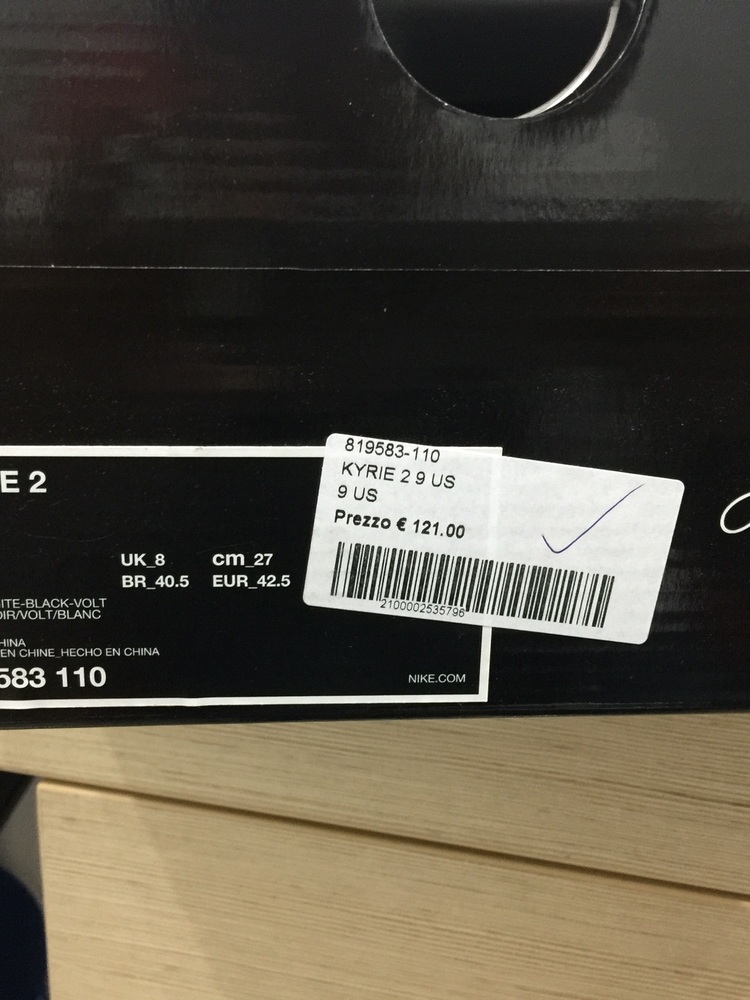 819583-110
KYRIE 2 9 US
9 US
Prezzo € 121.00
2100002535796
E 2
UK_8 cm_27
BR_40.5 EUR_42.5
ITE-BLACK-VOLT
OIR/VOLT/BLANC
HINA
EN CHINE_HECHO EN CHINA
583 110
NIKE.COM